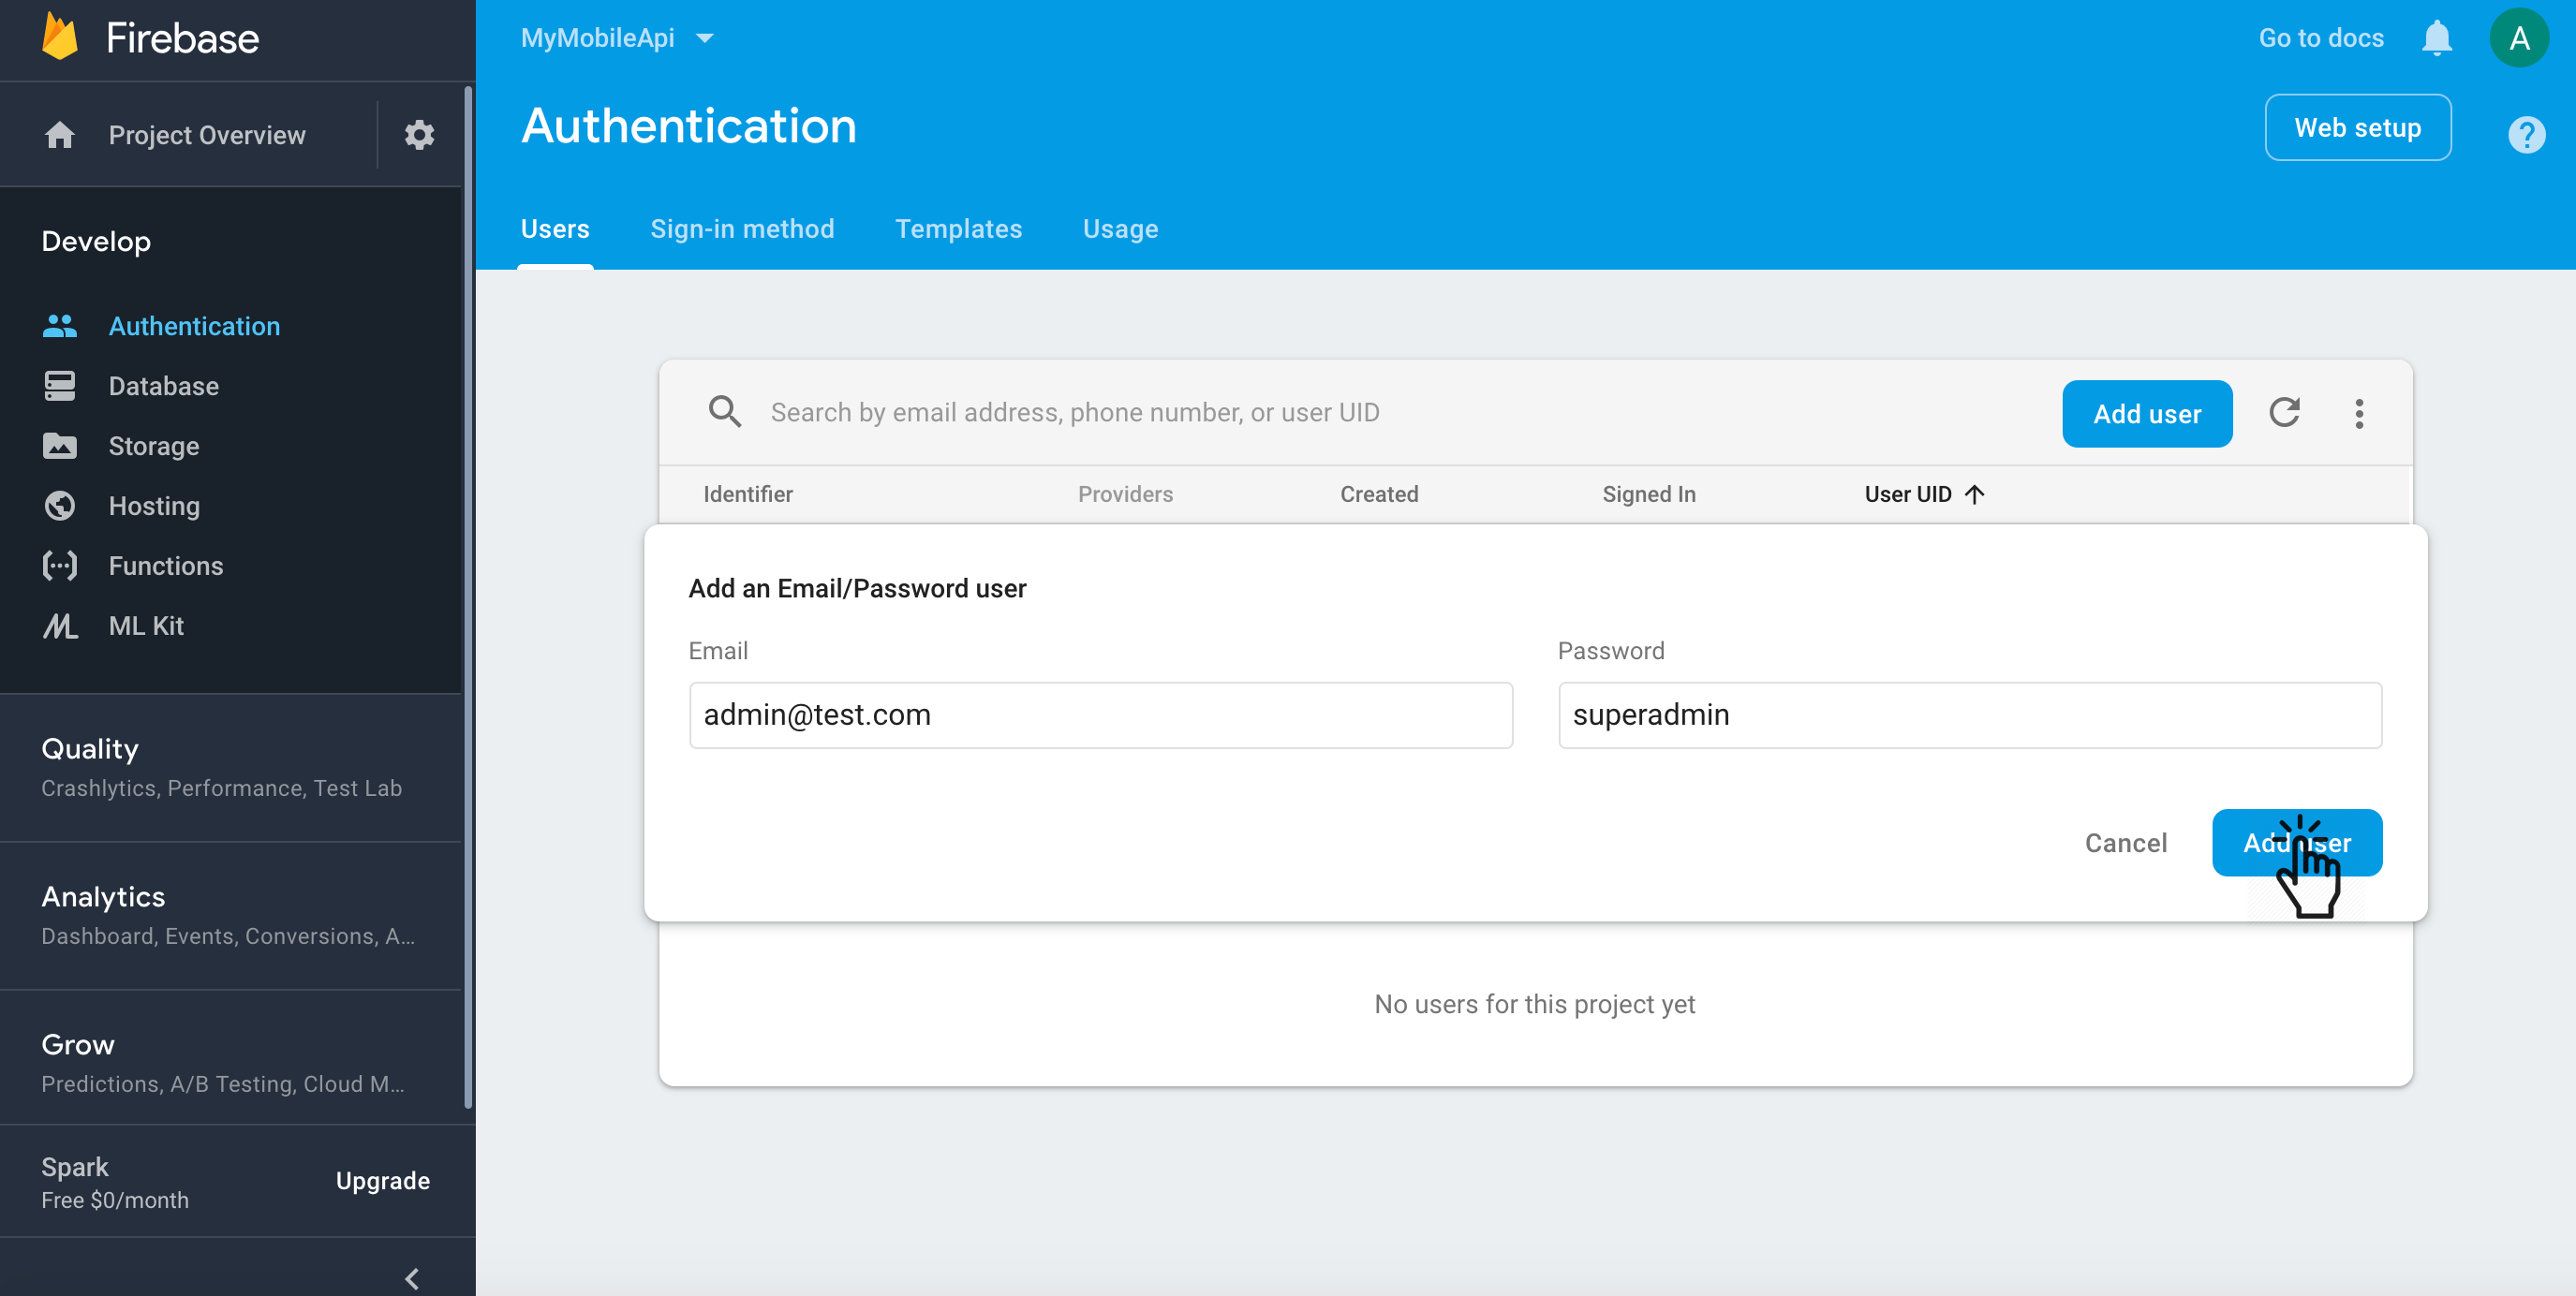 Firebase
Project Overview
Develop
Authentication
Database
Storage
Hosting
Functions
ML Kit
Quality
Crashlytics, Performance, Test Lab
Analytics
Dashboard, Events, Conversions, A...
Grow
Predictions, A/B Testing, Cloud M...
Spark
Free $0/month
Upgrade
MyMobileApi
Go to docs
A
Authentication
Web setup
?
Users Sign-in method Templates Usage
Search by email address, phone number, or user UID
Add user
Identifier Providers Created Signed In User UID
Add an Email/Password user
Email Password
admin@test.com superadmin
Cancel Add user
No users for this project yet